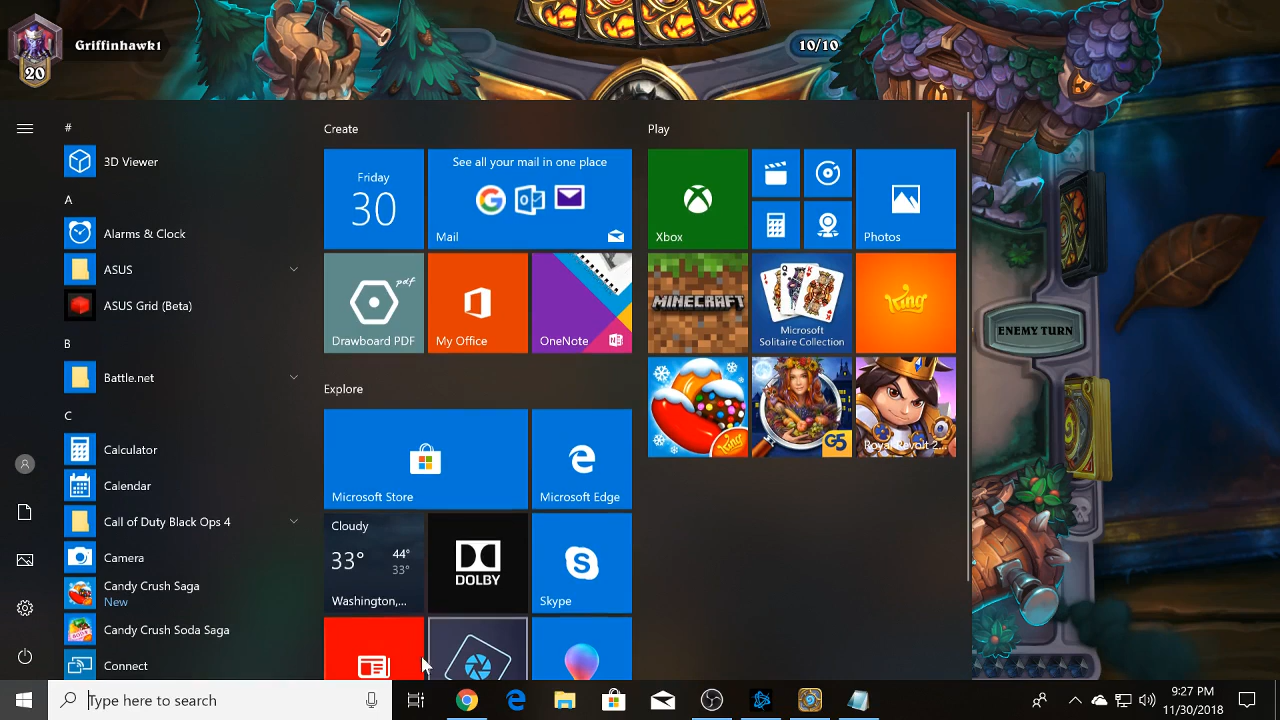 Griffinhawk1
20
10/10
ENEMY TURN
#
3D Viewer
A
Alarms & Clock
ASUS
ASUS Grid (Beta)
B
Battle.net
C
Calculator
Calendar
Call of Duty Black Ops 4
Camera
Candy Crush Saga
New
Candy Crush Soda Saga
Connect
Create
Friday
30
See all your mail in one place
Mail
Drawboard PDF
pdf
My Office
OneNote
Explore
Microsoft Store
Microsoft Edge
Cloudy
33°
44°
33°
Washington,...
DOLBY
Skype
Play
Xbox
Photos
MINECRAFT
Microsoft
Solitaire Collection
King
King
G5
Royal Revolt 2...
Type here to search
9:27 PM
11/30/2018